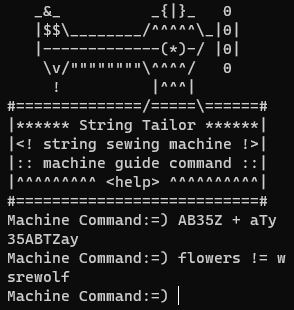 _&_            _{|}_   0
   |$$\________/^^^^^\_|0|
   |------------(*)-/ |0|
    \v/""""""""\^^^^/   0
     !            |^^^|
#==============/=====\======#
|****** String Tailor ******|
|<! string sewing machine !>|
|:: machine guide command ::|
|^^^^^^^^^ <help> ^^^^^^^^^^|
#===========================#
Machine Command:=) AB35Z + aTy
35ABTZay
Machine Command:=) flowers != w
srewolf
Machine Command:=)